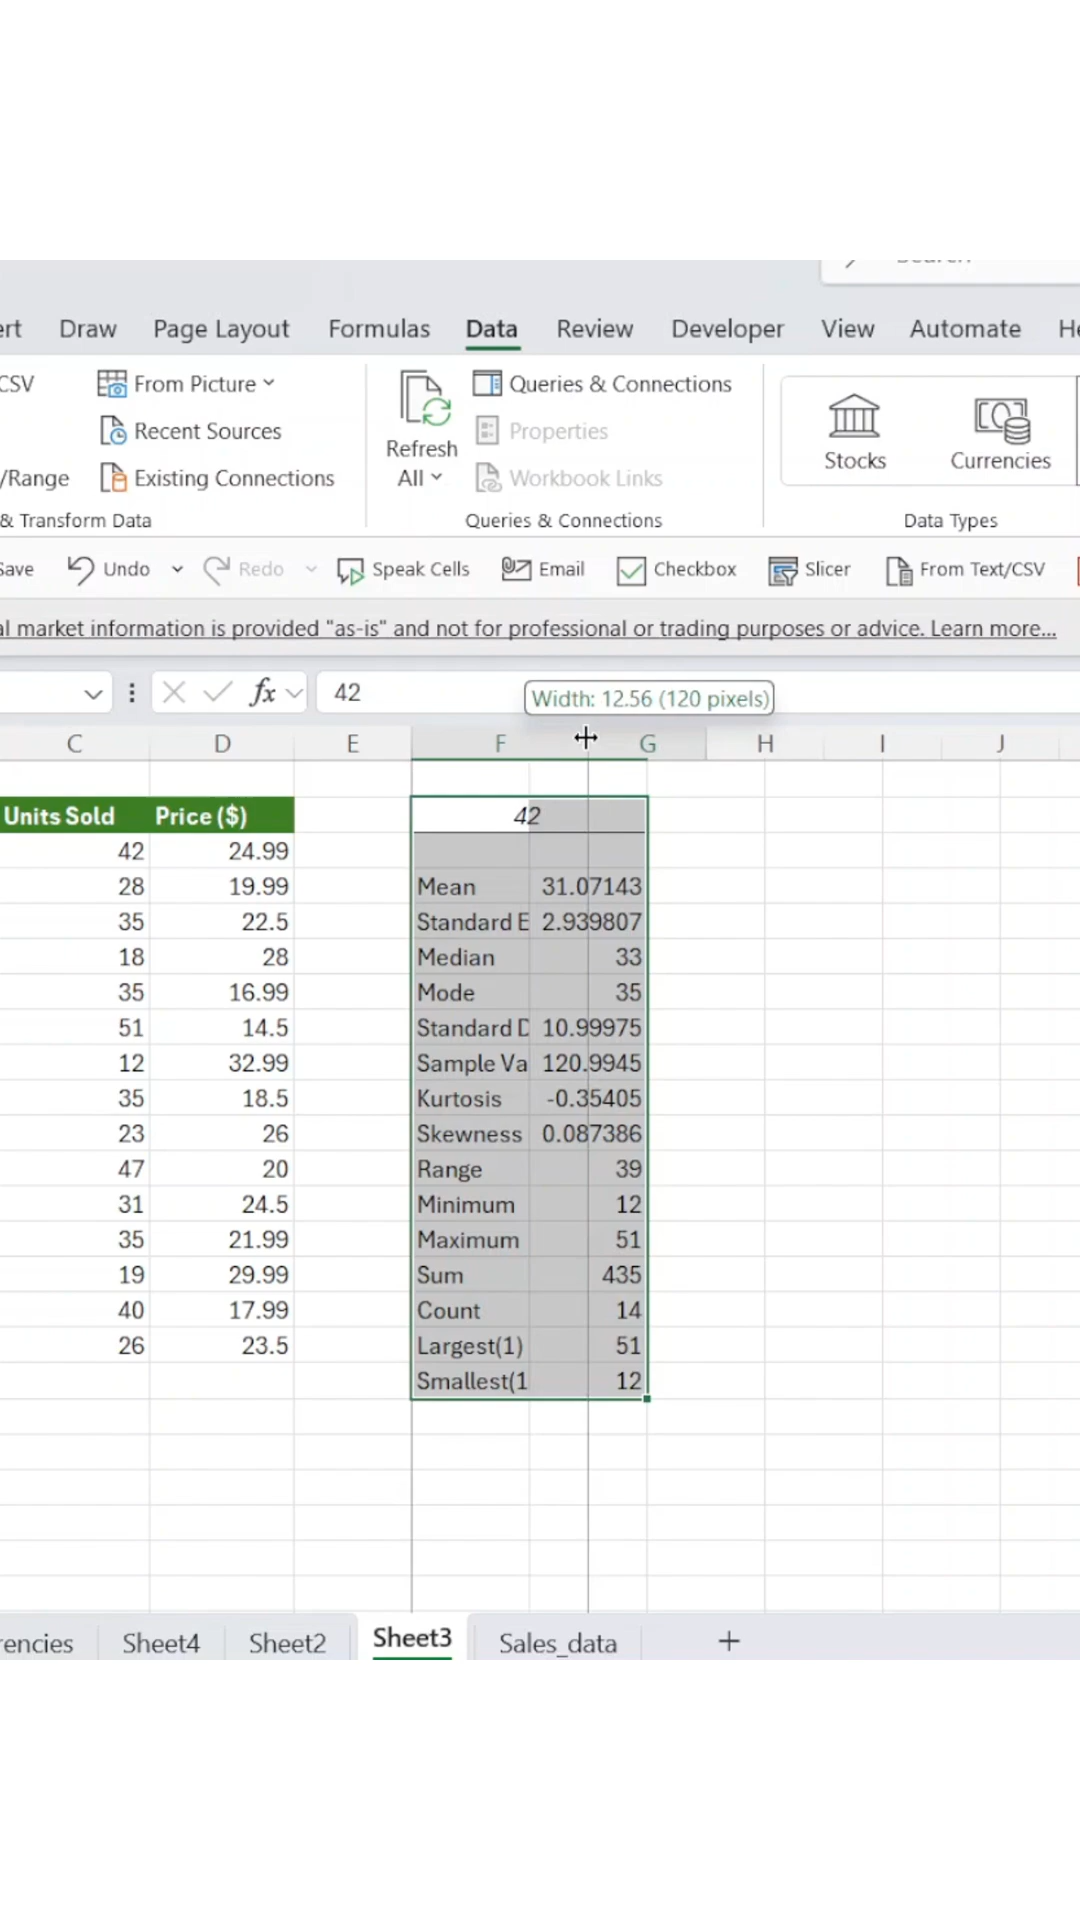 ert Draw Page Layout Formulas Data Review Developer View Automate He
CSV From Picture Queries & Connections
Recent Sources Refresh All Properties Stocks Currencies
/Range Existing Connections Workbook Links
& Transform Data Queries & Connections Data Types
Save Undo Redo Speak Cells Email Checkbox Slicer From Text/CSV
al market information is provided "as-is" and not for professional or trading purposes or advice. Learn more...
fx 42 Width: 12.56 (120 pixels)
C D E F G H I J
Units Sold Price ($) 42
42 24.99
28 19.99 Mean 31.07143
35 22.5 Standard E 2.939807
18 28 Median 33
35 16.99 Mode 35
51 14.5 Standard D 10.99975
12 32.99 Sample Va 120.9945
35 18.5 Kurtosis -0.35405
23 26 Skewness 0.087386
47 20 Range 39
31 24.5 Minimum 12
35 21.99 Maximum 51
19 29.99 Sum 435
40 17.99 Count 14
26 23.5 Largest(1) 51
Smallest(1 12
rencies Sheet4 Sheet2 Sheet3 Sales_data +